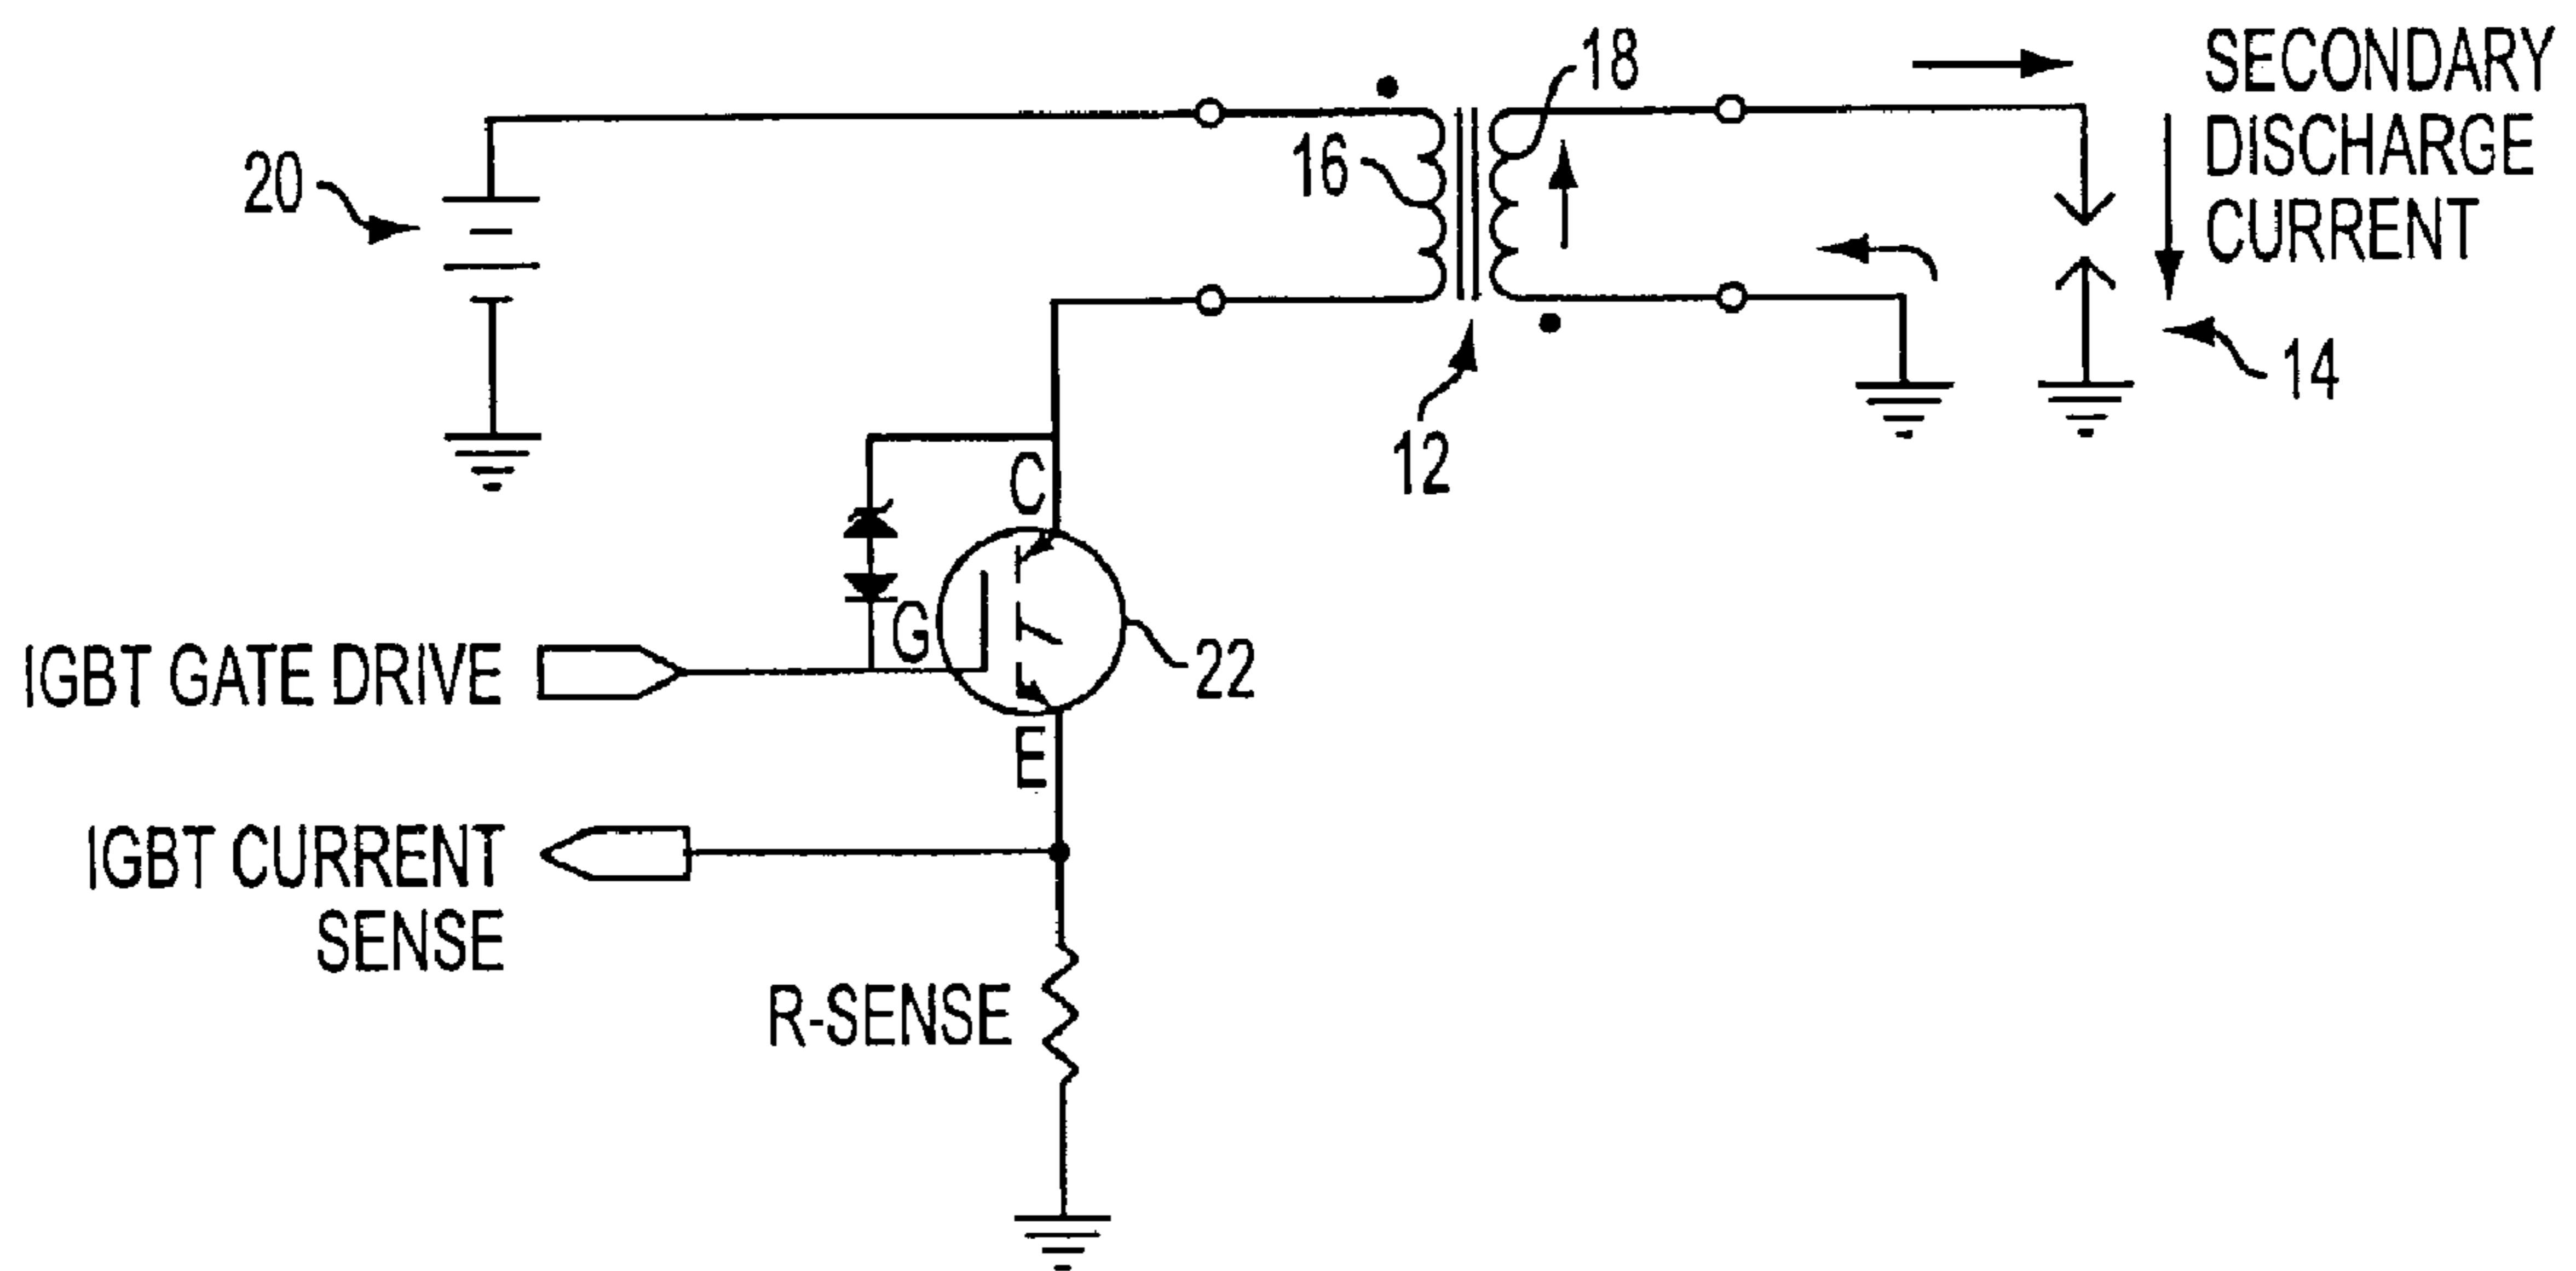 18
SECONDARY
DISCHARGE
CURRENT
16
20
14
12
C
G
IGBT GATE DRIVE
22
E
IGBT CURRENT
SENSE
R-SENSE